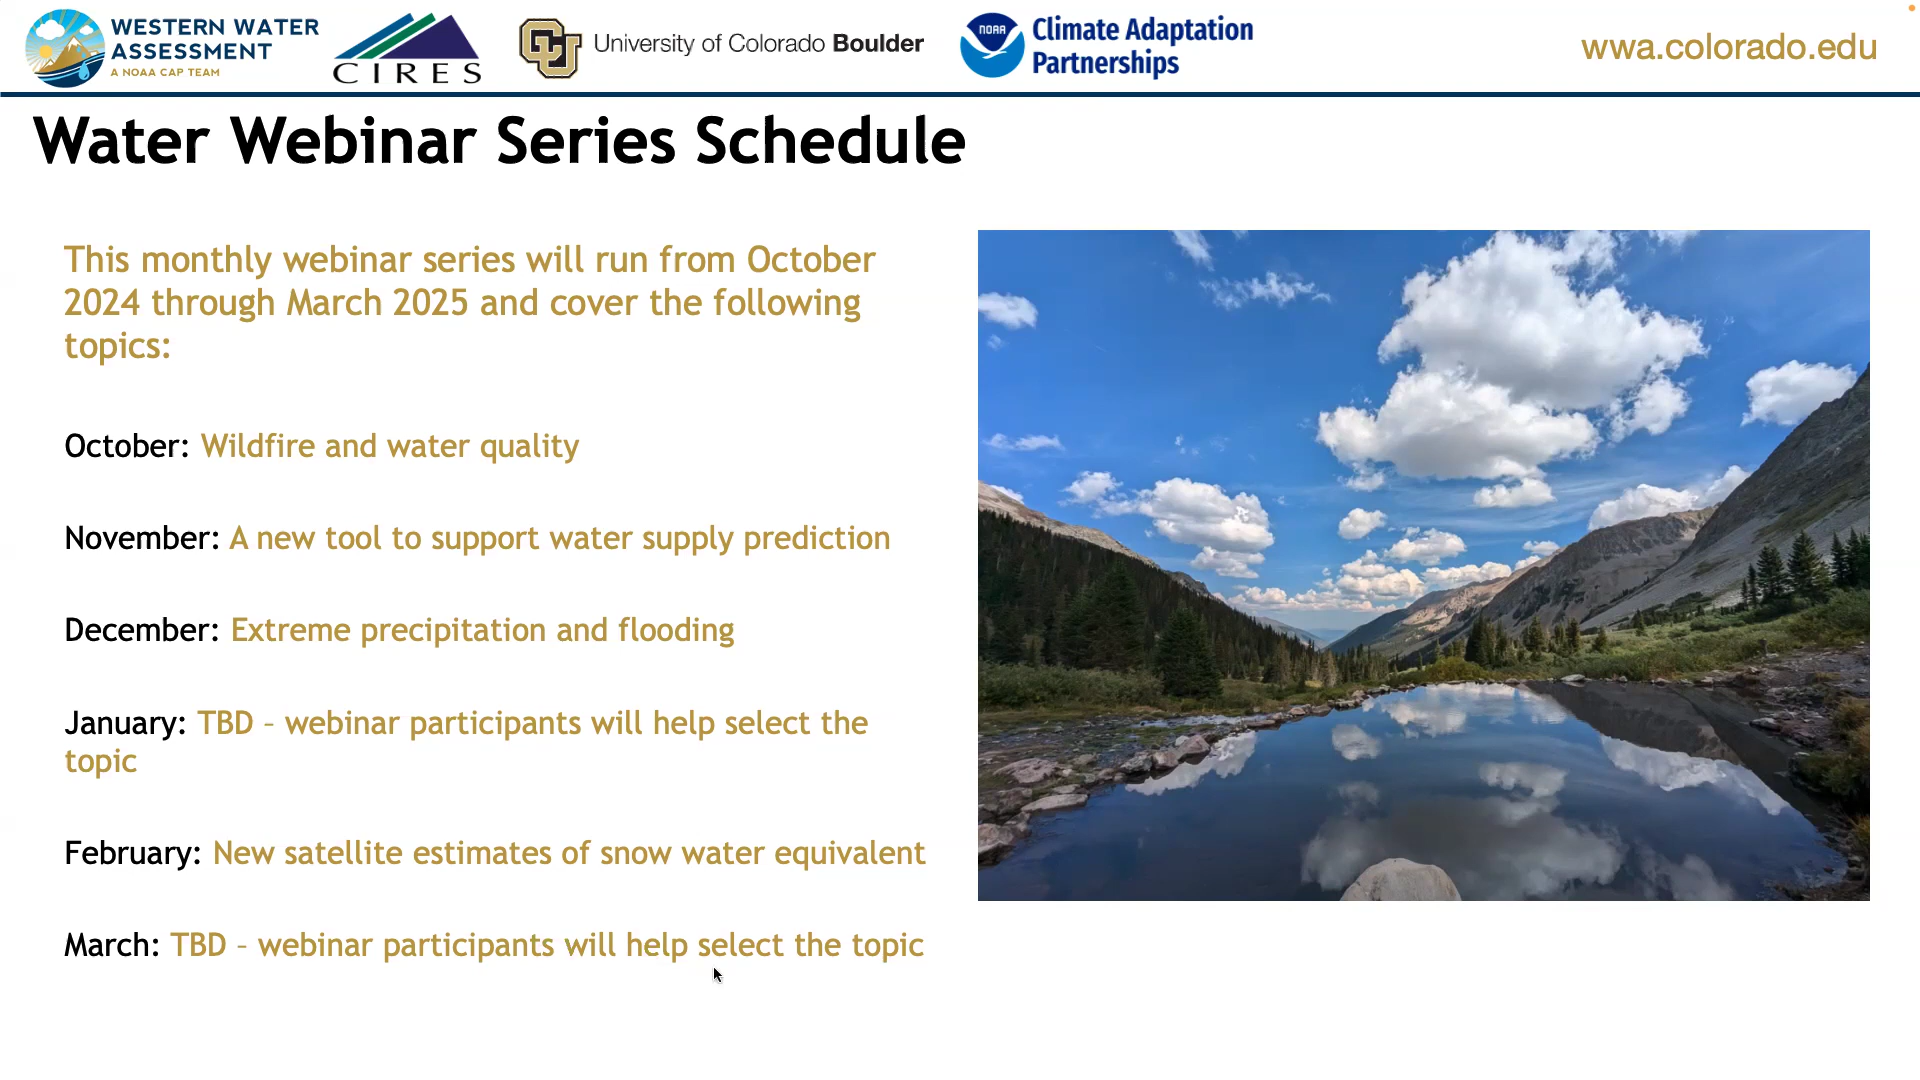 WESTERN WATER
ASSESSMENT
A NOAA CAP TEAM
CIRES
CU
University of Colorado Boulder
NOAA
Climate Adaptation
Partnerships
wwa.colorado.edu
Water Webinar Series Schedule
This monthly webinar series will run from October
2024 through March 2025 and cover the following
topics:
October: Wildfire and water quality
November: A new tool to support water supply prediction
December: Extreme precipitation and flooding
January: TBD – webinar participants will help select the
topic
February: New satellite estimates of snow water equivalent
March: TBD – webinar participants will help select the topic